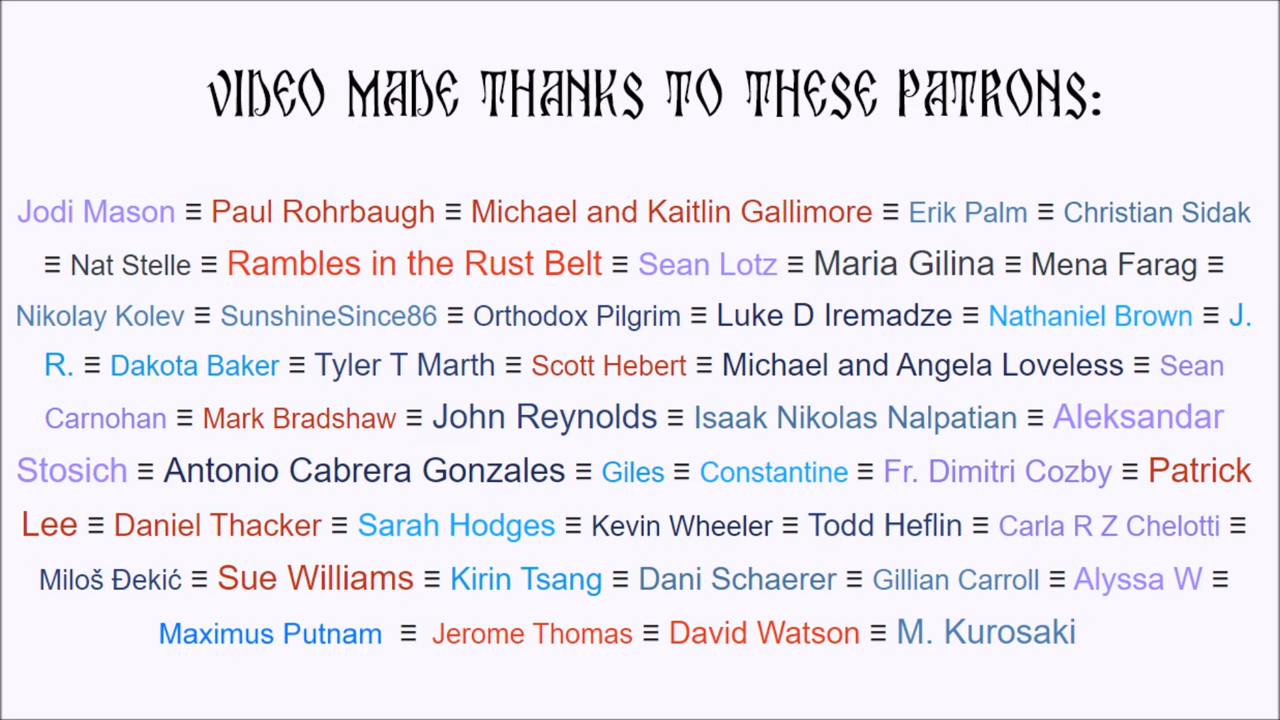 VIDEO MADE THANKS TO THESE PATRONS:
Jodi Mason ≡ Paul Rohrbaugh ≡ Michael and Kaitlin Gallimore ≡ Erik Palm ≡ Christian Sidak
≡ Nat Stelle ≡ Rambles in the Rust Belt ≡ Sean Lotz ≡ Maria Gilina ≡ Mena Farag ≡
Nikolay Kolev ≡ SunshineSince86 ≡ Orthodox Pilgrim ≡ Luke D Iremadze ≡ Nathaniel Brown ≡ J.
R. ≡ Dakota Baker ≡ Tyler T Marth ≡ Scott Hebert ≡ Michael and Angela Loveless ≡ Sean
Carnohan ≡ Mark Bradshaw ≡ John Reynolds ≡ Isaak Nikolas Nalpatian ≡ Aleksandar
Stosich ≡ Antonio Cabrera Gonzales ≡ Giles ≡ Constantine ≡ Fr. Dimitri Cozby ≡ Patrick
Lee ≡ Daniel Thacker ≡ Sarah Hodges ≡ Kevin Wheeler ≡ Todd Heflin ≡ Carla R Z Chelotti ≡
Miloš Đekić ≡ Sue Williams ≡ Kirin Tsang ≡ Dani Schaerer ≡ Gillian Carroll ≡ Alyssa W ≡
Maximus Putnam ≡ Jerome Thomas ≡ David Watson ≡ M. Kurosaki